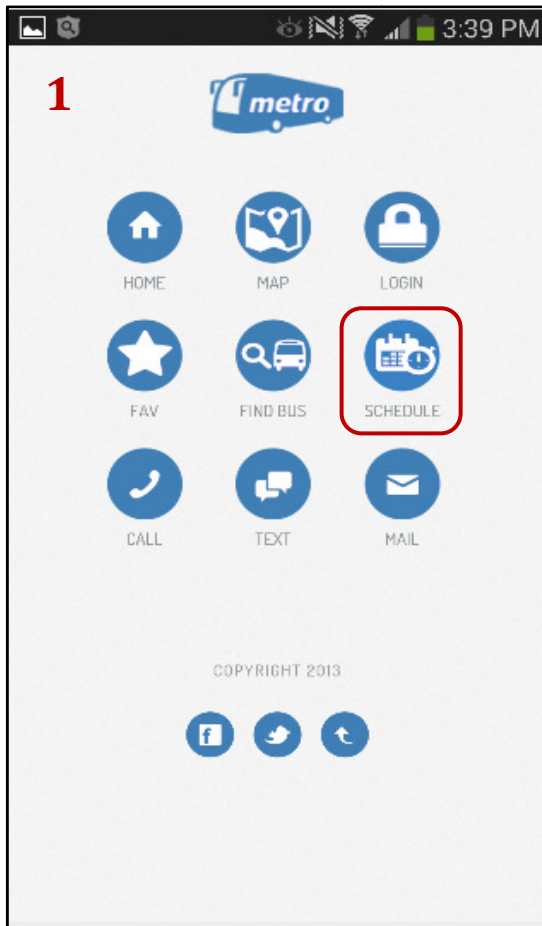 3:39 PM
1
metro
HOME MAP LOGIN
FAV FIND BUS SCHEDULE
CALL TEXT MAIL
COPYRIGHT 2013
f